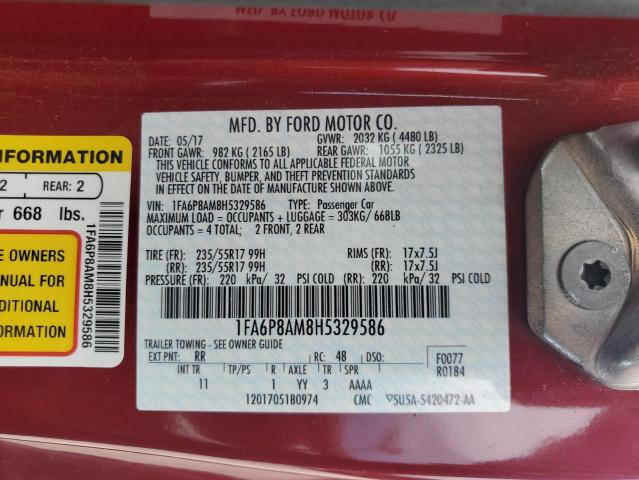 MFD. BY FORD MOTOR CO.
MFD. BY FORD MOTOR CO.
DATE: 05/17 GVWR: 2032 KG ( 4480 LB)
FRONT GAWR: 982 KG ( 2165 LB) REAR GAWR: 1055 KG ( 2325 LB)
THIS VEHICLE CONFORMS TO ALL APPLICABLE FEDERAL MOTOR
VEHICLE SAFETY, BUMPER, AND THEFT PREVENTION STANDARDS
IN EFFECT ON THE DATE OF MANUFACTURE SHOWN ABOVE.
VIN: 1FA6P8AM8H5329586 TYPE: Passenger Car
MAXIMUM LOAD = OCCUPANTS + LUGGAGE = 303KG/ 668LB
OCCUPANTS = 4 TOTAL; 2 FRONT, 2 REAR
TIRE (FR): 235/55R17 99H RIMS (FR): 17x7.5J
(RR): 235/55R17 99H (RR): 17x7.5J
PRESSURE (FR): 220 kPa/ 32 PSI COLD (RR): 220 kPa/ 32 PSI COLD
1FA6P8AM8H5329586
TRAILER TOWING - SEE OWNER GUIDE
EXT PNT: RR RC: 48 DSO: F0077
R0184
INT TR TP/PS R AXLE TR SPR
11 1 YY 3 AAAA
1201705180974 CMC 5U5A-5420472-AA
INFORMATION
2 REAR: 2
r 668 lbs.
E OWNERS
ANUAL FOR
DITIONAL
ORMATION
1FA6P8AM8H5329586